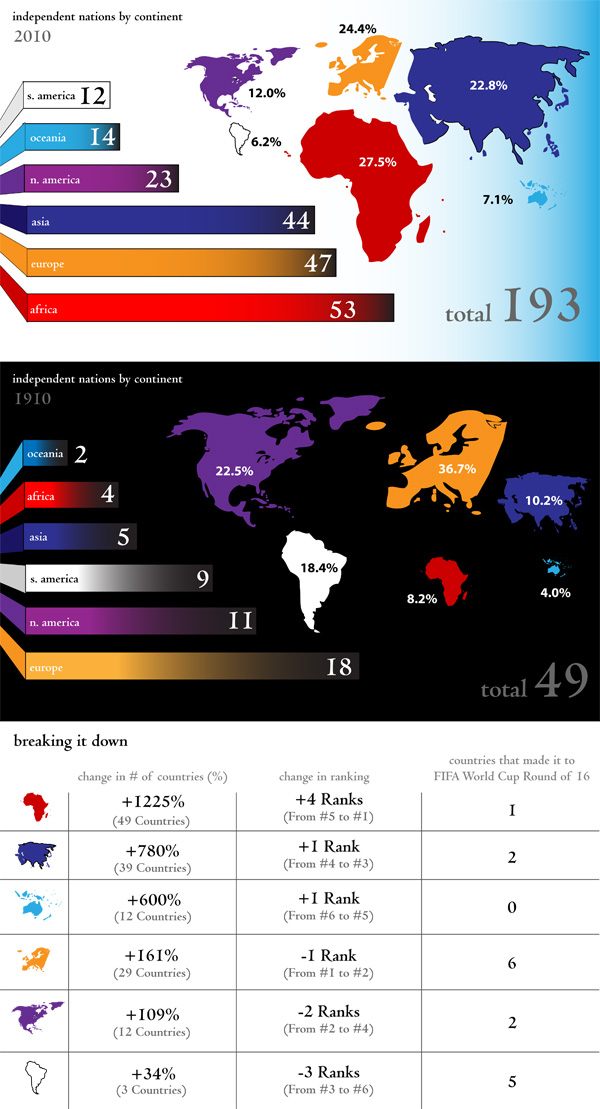 independent nations by continent
2010
24.4%
22.8%
12.0%
s. america 12
6.2%
oceania 14
27.5%
n. america 23
7.1%
asia 44
europe 47
africa 53
total 193
independent nations by continent
1910
oceania 2
22.5%
36.7%
africa 4
10.2%
asia 5
s. america 9
18.4%
8.2%
4.0%
n. america 11
europe 18
total 49
breaking it down
change in # of countries (%)
change in ranking
countries that made it to
FIFA World Cup Round of 16
+1225%
(49 Countries)
+4 Ranks
(From #5 to #1)
1
+780%
(39 Countries)
+1 Rank
(From #4 to #3)
2
+600%
(12 Countries)
+1 Rank
(From #6 to #5)
0
+161%
(29 Countries)
-1 Rank
(From #1 to #2)
6
+109%
(12 Countries)
-2 Ranks
(From #2 to #4)
2
+34%
(3 Countries)
-3 Ranks
(From #3 to #6)
5